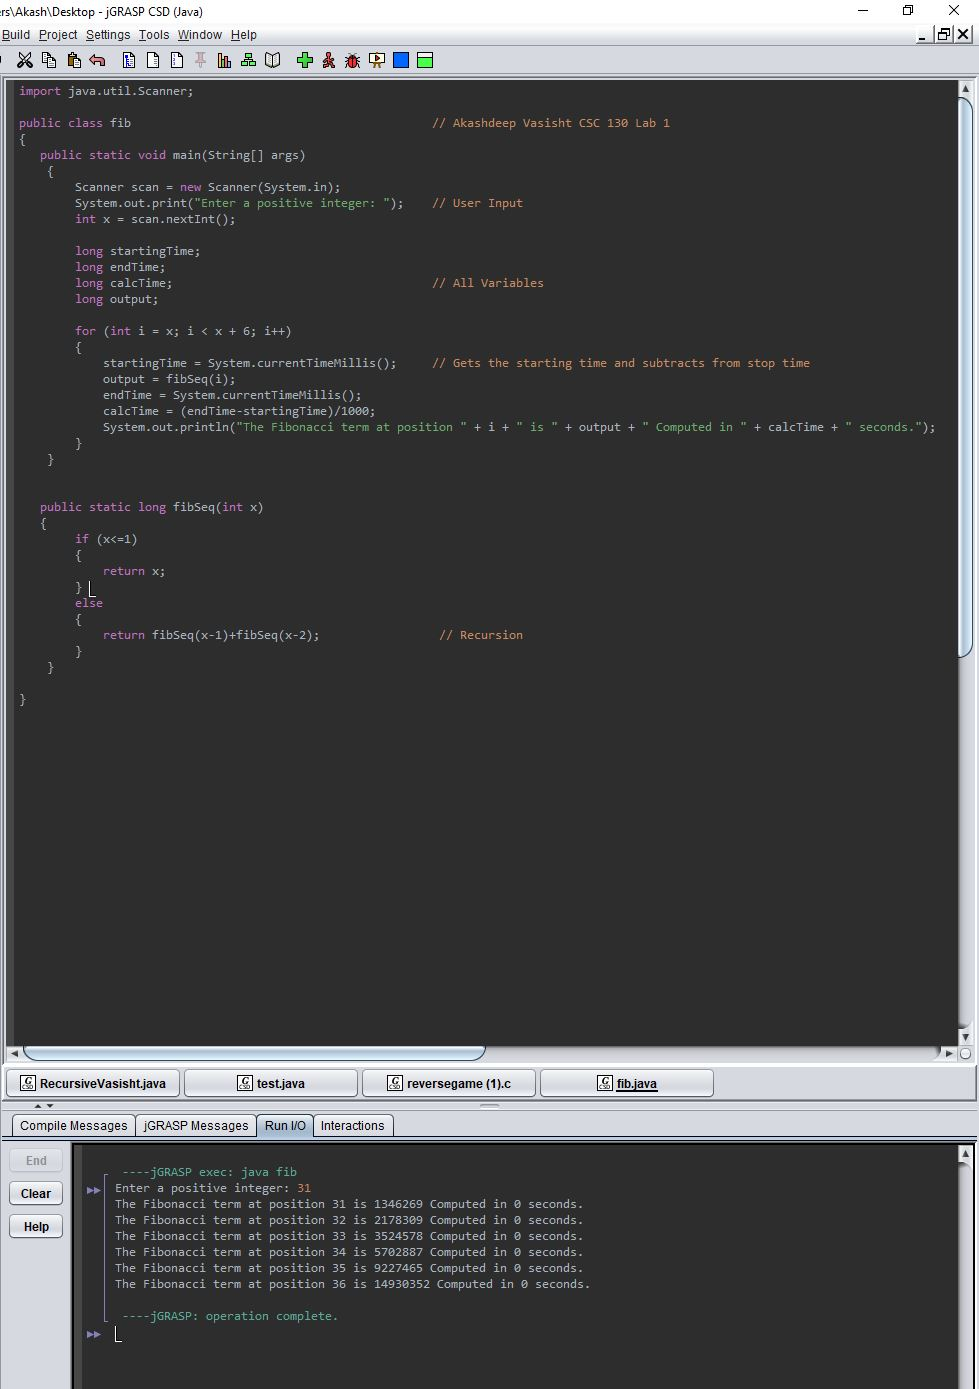 ers\Akash\Desktop - jGRASP CSD (Java)
Build Project Settings Tools Window Help
import java.util.Scanner;
public class fib // Akashdeep Vasisht CSC 130 Lab 1
{
public static void main(String[] args)
{
Scanner scan = new Scanner(System.in);
System.out.print("Enter a positive integer: "); // User Input
int x = scan.nextInt();
long startingTime;
long endTime;
long calcTime; // All Variables
long output;
for (int i = x; i < x + 6; i++)
{
startingTime = System.currentTimeMillis(); // Gets the starting time and subtracts from stop time
output = fibSeq(i);
endTime = System.currentTimeMillis();
calcTime = (endTime-startingTime)/1000;
System.out.println("The Fibonacci term at position " + i + " is " + output + " Computed in " + calcTime + " seconds.");
}
}
public static long fibSeq(int x)
{
if (x<=1)
{
return x;
}
else
{
return fibSeq(x-1)+fibSeq(x-2); // Recursion
}
}
}
RecursiveVasisht.java test.java reversegame (1).c fib.java
Compile Messages jGRASP Messages Run I/O Interactions
End
Clear
Help
----jGRASP exec: java fib
Enter a positive integer: 31
The Fibonacci term at position 31 is 1346269 Computed in 0 seconds.
The Fibonacci term at position 32 is 2178309 Computed in 0 seconds.
The Fibonacci term at position 33 is 3524578 Computed in 0 seconds.
The Fibonacci term at position 34 is 5702887 Computed in 0 seconds.
The Fibonacci term at position 35 is 9227465 Computed in 0 seconds.
The Fibonacci term at position 36 is 14930352 Computed in 0 seconds.
----jGRASP: operation complete.